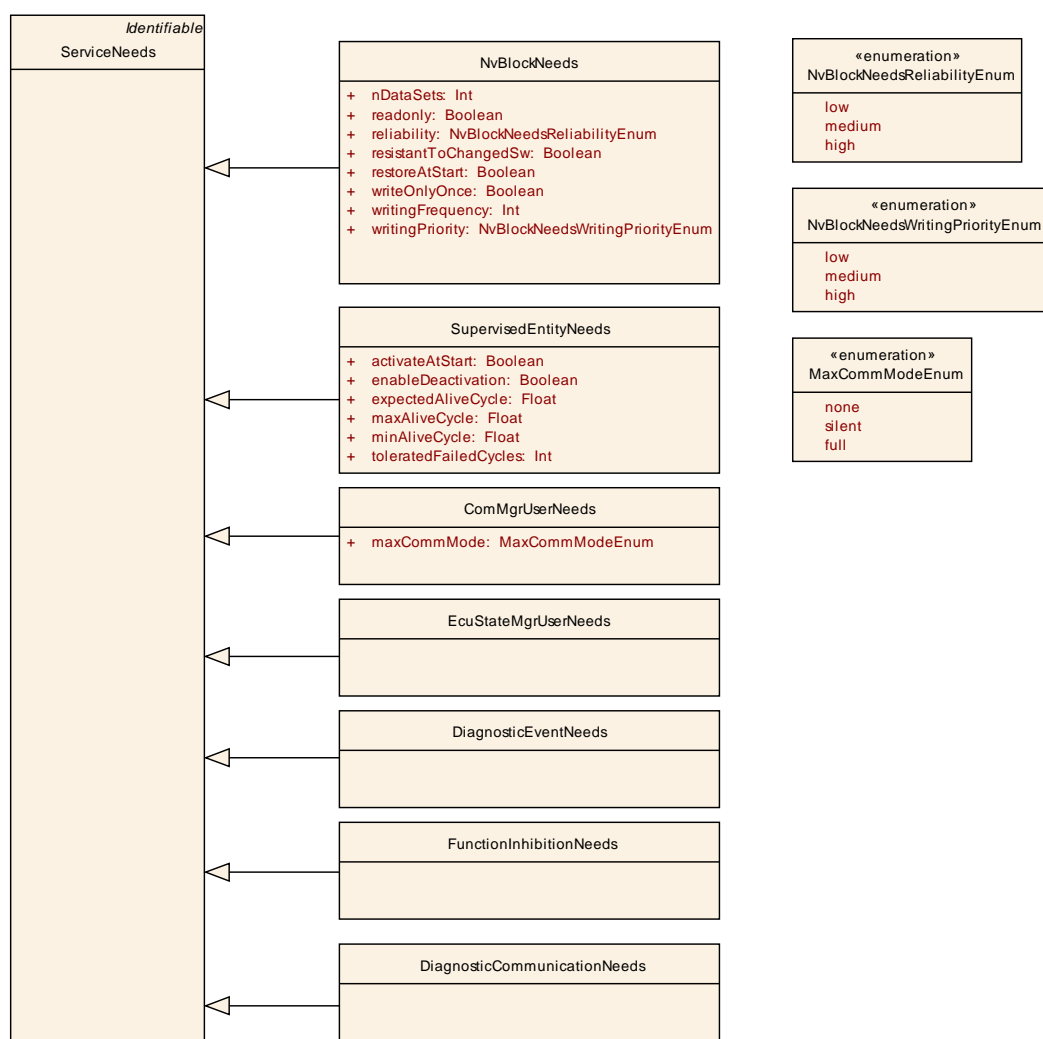 Identifiable
ServiceNeeds
NvBlockNeeds
+ nDataSets: Int
+ readonly: Boolean
+ reliability: NvBlockNeedsReliabilityEnum
+ resistantToChangedSw: Boolean
+ restoreAtStart: Boolean
+ writeOnlyOnce: Boolean
+ writingFrequency: Int
+ writingPriority: NvBlockNeedsWritingPriorityEnum
«enumeration»
NvBlockNeedsReliabilityEnum
low
medium
high
«enumeration»
NvBlockNeedsWritingPriorityEnum
low
medium
high
SupervisedEntityNeeds
+ activateAtStart: Boolean
+ enableDeactivation: Boolean
+ expectedAliveCycle: Float
+ maxAliveCycle: Float
+ minAliveCycle: Float
+ toleratedFailedCycles: Int
«enumeration»
MaxCommModeEnum
none
silent
full
ComMgrUserNeeds
+ maxCommMode: MaxCommModeEnum
EcuStateMgrUserNeeds
DiagnosticEventNeeds
FunctionInhibitionNeeds
DiagnosticCommunicationNeeds